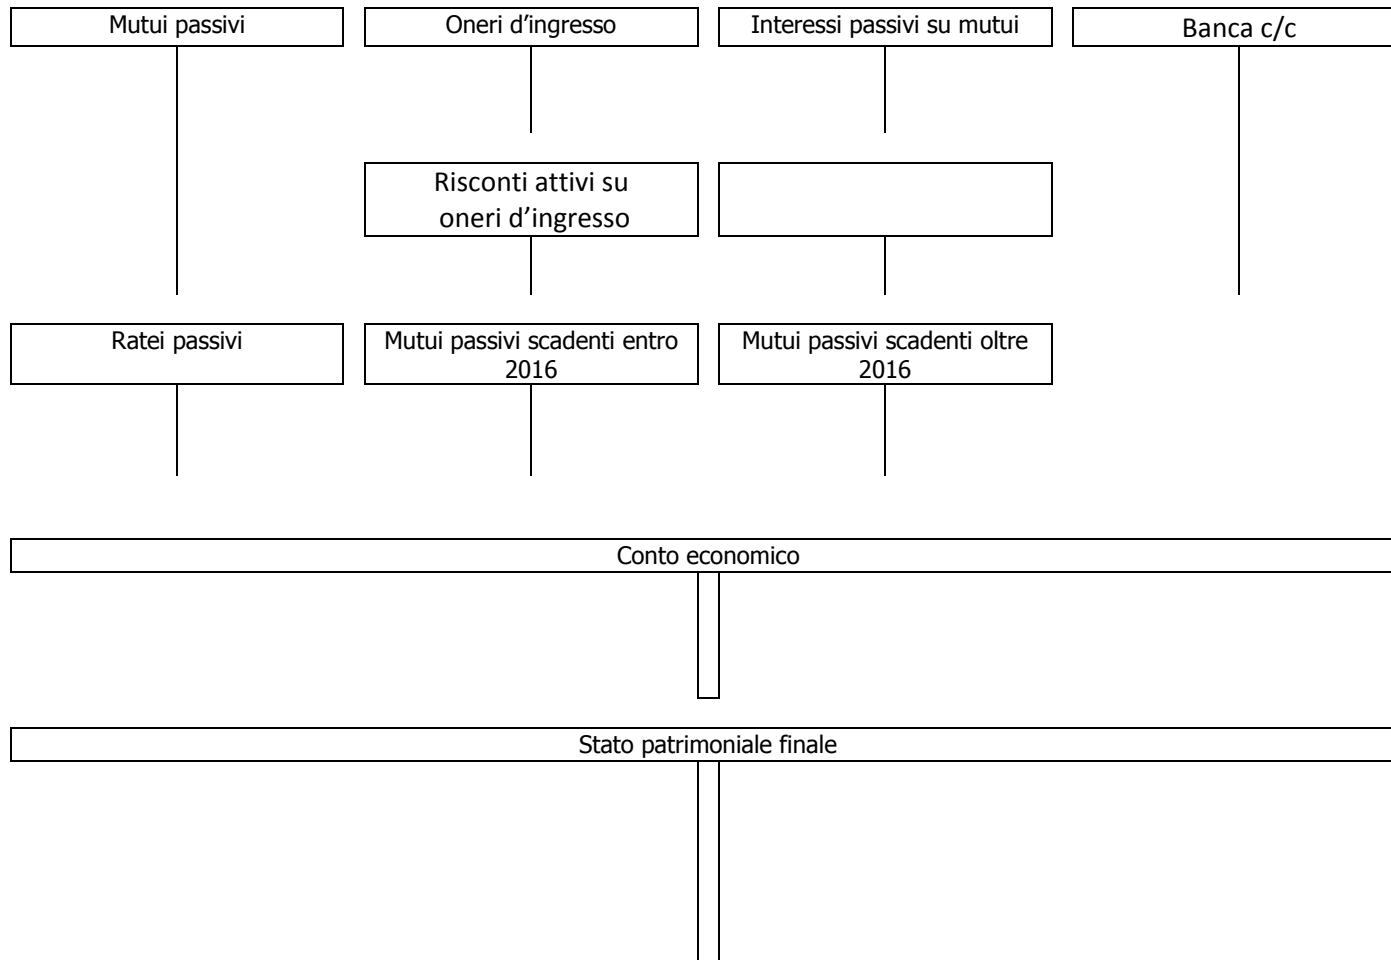 Mutui passivi
Oneri d’ingresso
Interessi passivi su mutui
Banca c/c
Risconti attivi su
oneri d’ingresso
Ratei passivi
Mutui passivi scadenti entro
2016
Mutui passivi scadenti oltre
2016
Conto economico
Stato patrimoniale finale